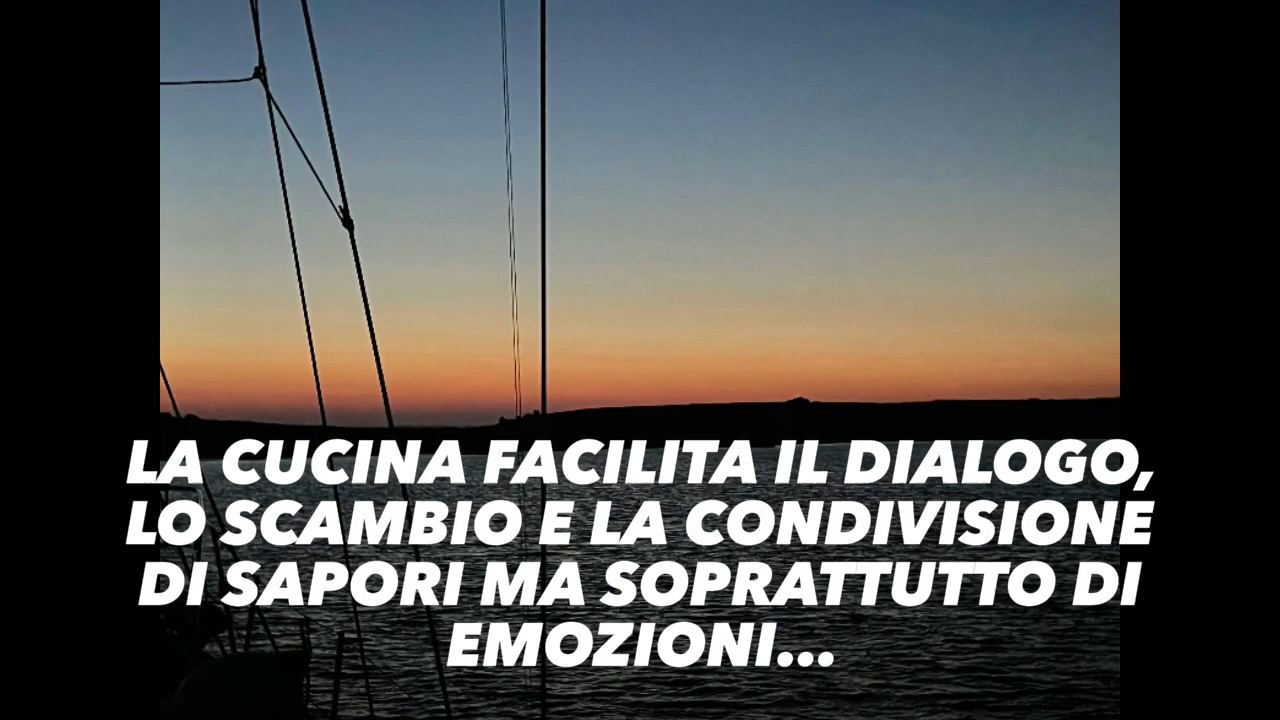 LA CUCINA FACILITA IL DIALOGO,
LO SCAMBIO E LA CONDIVISIONE
DI SAPORI MA SOPRATTUTTO DI
EMOZIONI...